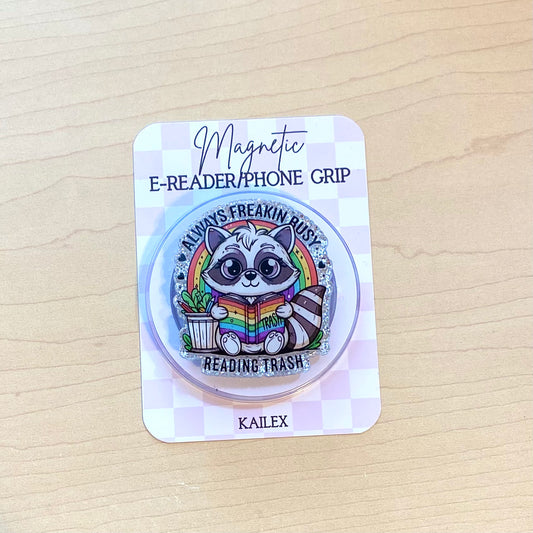 Magnetic
E-READER/PHONE GRIP
ALWAYS FREAKIN BUSY
TRASH
READING TRASH
KAILEX